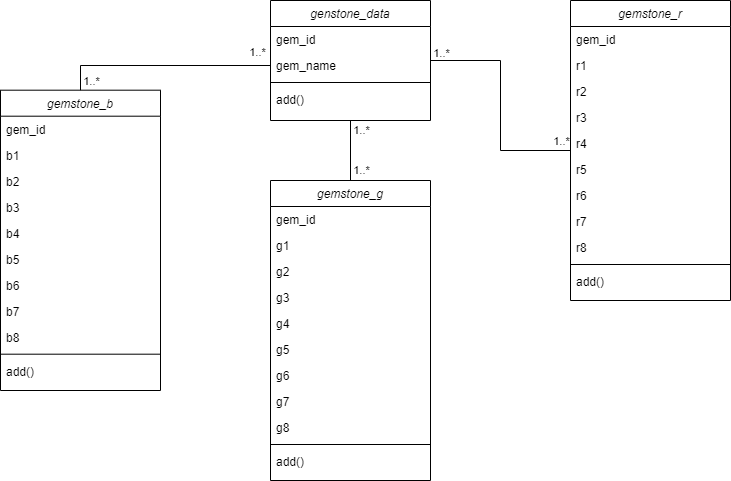 genstone_data
gem_id
gem_name
add()
gemstone_r
gem_id
r1
r2
r3
r4
r5
r6
r7
r8
add()
gemstone_b
gem_id
b1
b2
b3
b4
b5
b6
b7
b8
add()
gemstone_g
gem_id
g1
g2
g3
g4
g5
g6
g7
g8
add()
1..*
1..*
1..*
1..*
1..*
1..*